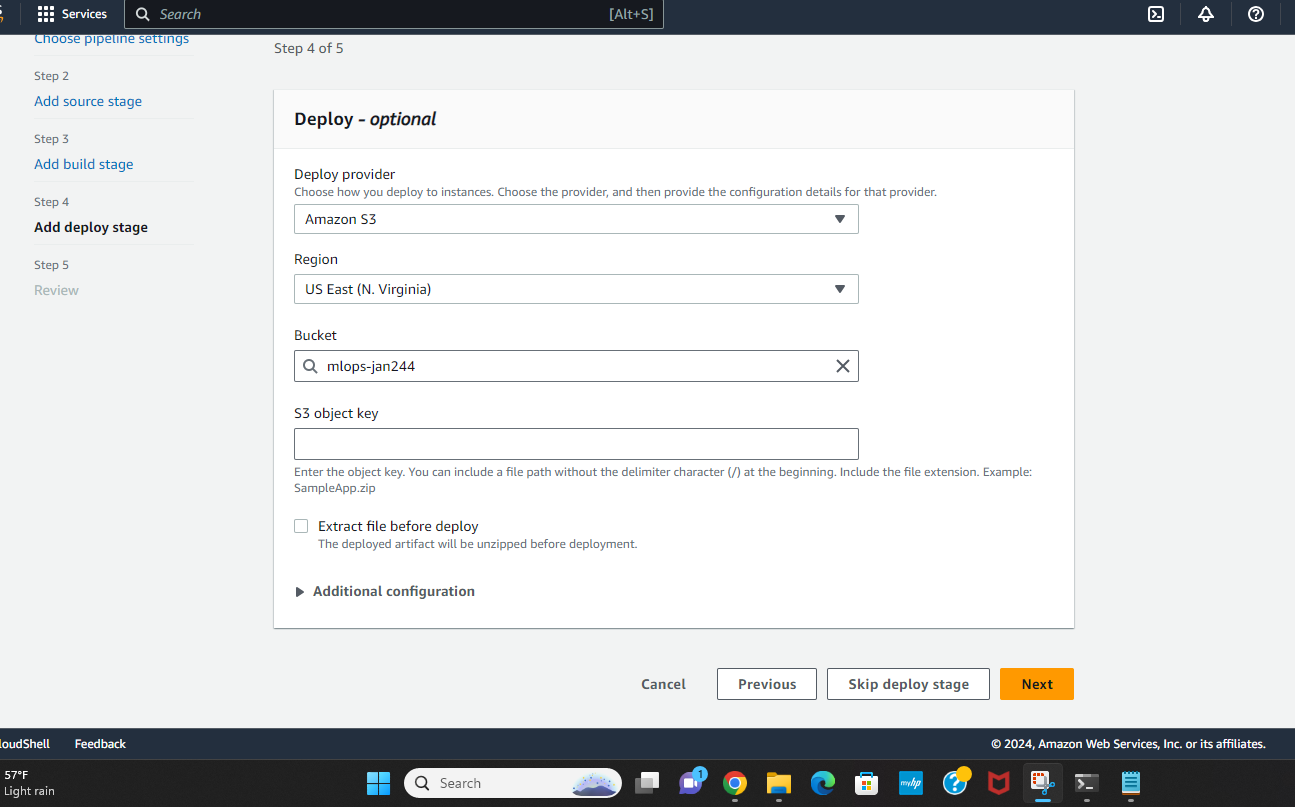 Services
Search
[Alt+S]
Choose pipeline settings
Step 2
Add source stage
Step 3
Add build stage
Step 4
Add deploy stage
Step 5
Review
Step 4 of 5
Deploy - optional
Deploy provider
Choose how you deploy to instances. Choose the provider, and then provide the configuration details for that provider.
Amazon S3
Region
US East (N. Virginia)
Bucket
mlops-jan244
S3 object key
Enter the object key. You can include a file path without the delimiter character (/) at the beginning. Include the file extension. Example:
SampleApp.zip
Extract file before deploy
The deployed artifact will be unzipped before deployment.
Additional configuration
Cancel
Previous
Skip deploy stage
Next
loudShell
Feedback
© 2024, Amazon Web Services, Inc. or its affiliates.
57°F
Light rain
Search
1
myhp